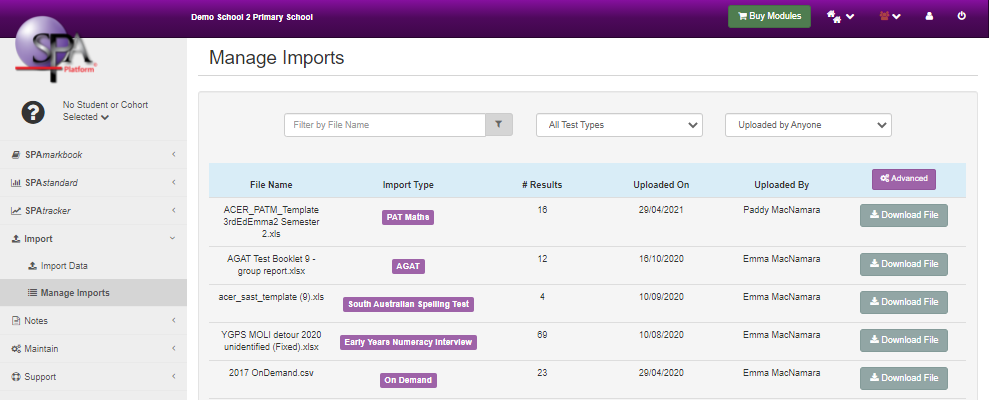 Demo School 2 Primary School
Buy Modules
SPA
Platform
No Student or Cohort
Selected
SPAmarkbook
SPAstandard
SPAtracker
Import
Import Data
Manage Imports
Notes
Maintain
Support
Manage Imports
Filter by File Name
All Test Types
Uploaded by Anyone
File Name Import Type # Results Uploaded On Uploaded By Advanced
ACER_PATM_Template
3rdEdEmma2 Semester
2.xls
PAT Maths 16 29/04/2021 Paddy MacNamara Download File
AGAT Test Booklet 9 -
group report.xlsx
AGAT 12 16/10/2020 Emma MacNamara Download File
acer_sast_template (9).xls South Australian Spelling Test 4 10/09/2020 Emma MacNamara Download File
YGPS MOLI detour 2020
unidentified (Fixed).xlsx
Early Years Numeracy Interview 69 10/08/2020 Emma MacNamara Download File
2017 OnDemand.csv On Demand 23 29/04/2020 Emma MacNamara Download File